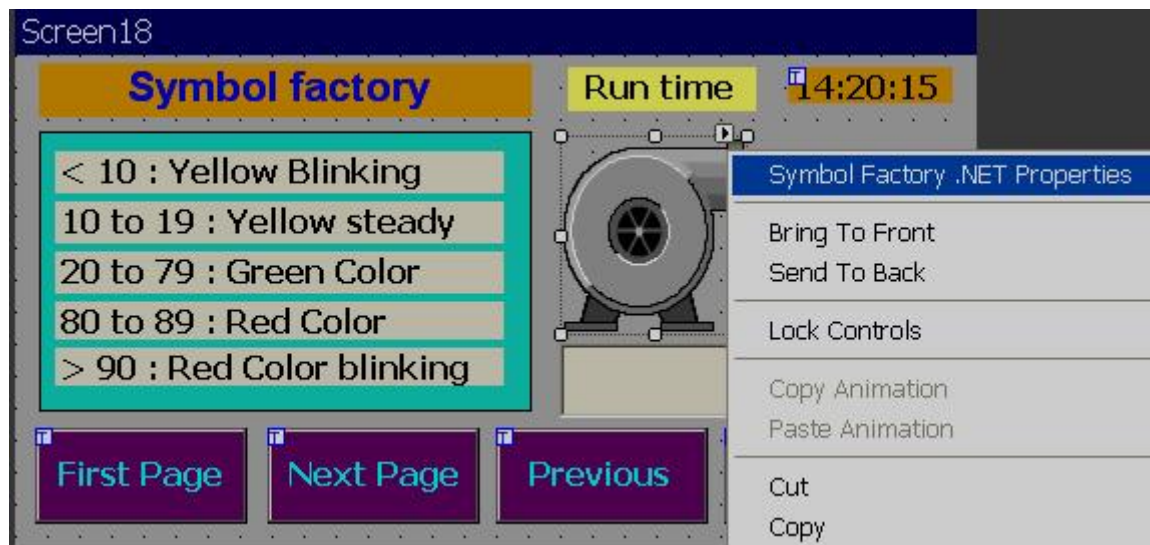 Screen18
Symbol factory
Run time
14:20:15
< 10 : Yellow Blinking
10 to 19 : Yellow steady
20 to 79 : Green Color
80 to 89 : Red Color
> 90 : Red Color blinking
Symbol Factory .NET Properties
Bring To Front
Send To Back
Lock Controls
Copy Animation
Paste Animation
Cut
Copy
T
T
T
First Page
Next Page
Previous